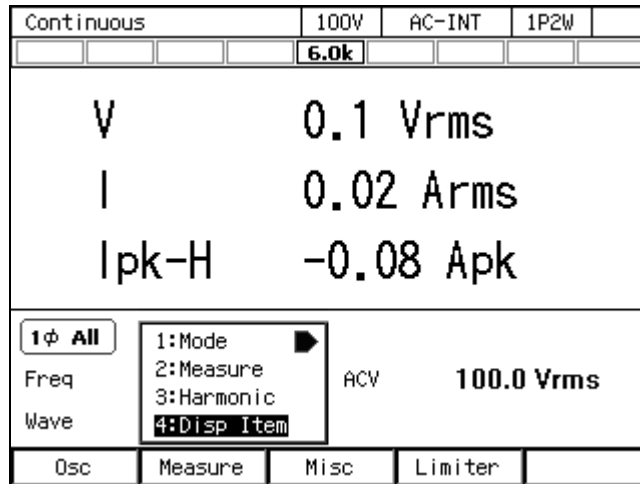 Continuous 100V AC-INT 1P2W
6.0k
V 0.1 Vrms
I 0.02 Arms
Ipk-H -0.08 Apk
1ϕ All
1:Mode
2:Measure
3:Harmonic
4:Disp Item
Freq
Wave
ACV 100.0 Vrms
Osc Measure Misc Limiter